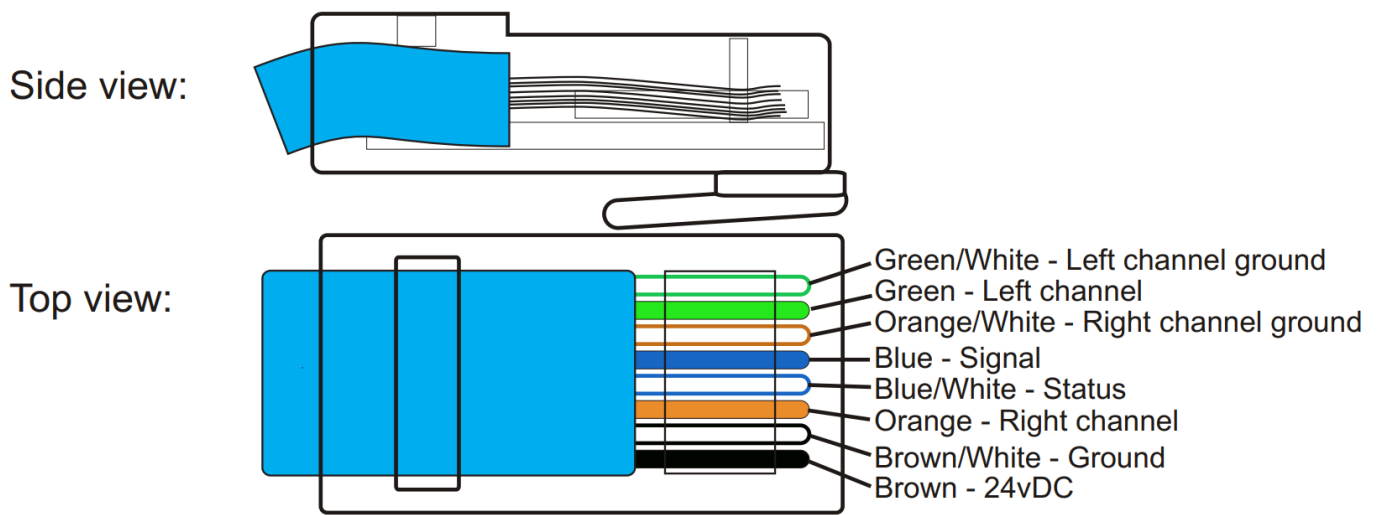 Side view:
Top view:
Green/White - Left channel ground
Green - Left channel
Orange/White - Right channel ground
Blue - Signal
Blue/White - Status
Orange - Right channel
Brown/White - Ground
Brown - 24vDC